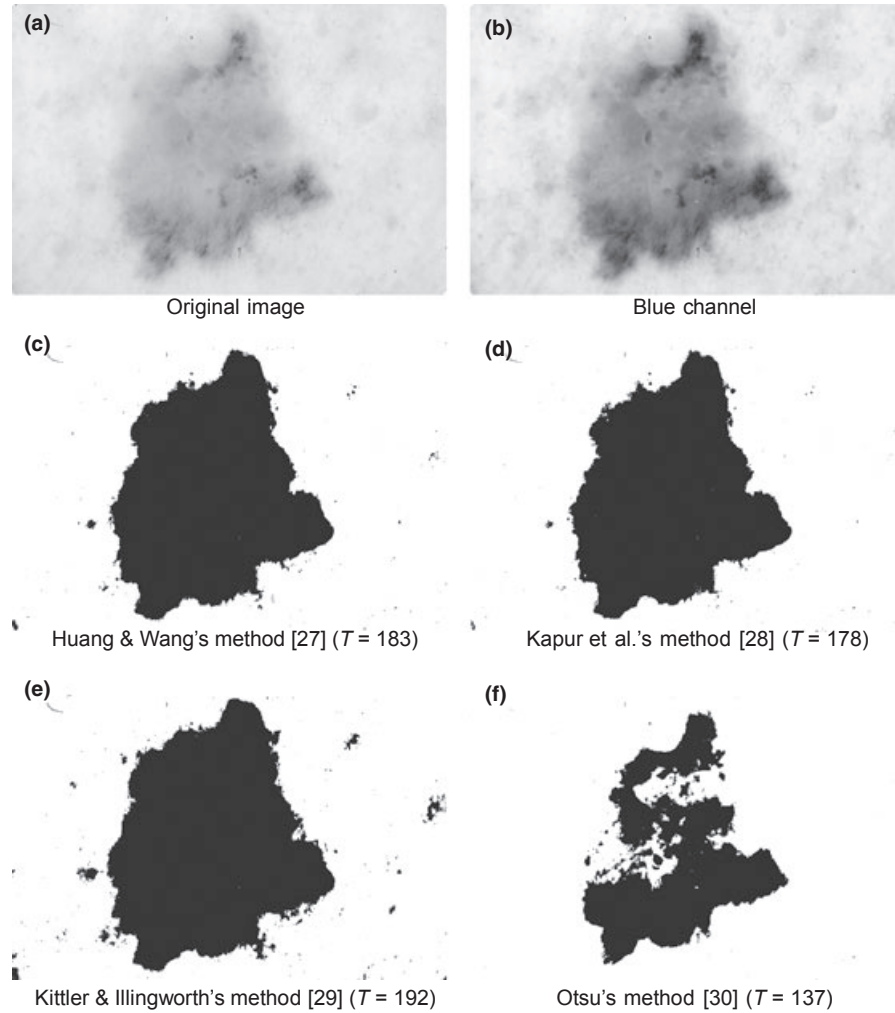 (a)
(b)
Original image
Blue channel
(c)
(d)
Huang & Wang's method [27] (T = 183)
Kapur et al.'s method [28] (T = 178)
(e)
(f)
Kittler & Illingworth's method [29] (T = 192)
Otsu's method [30] (T = 137)